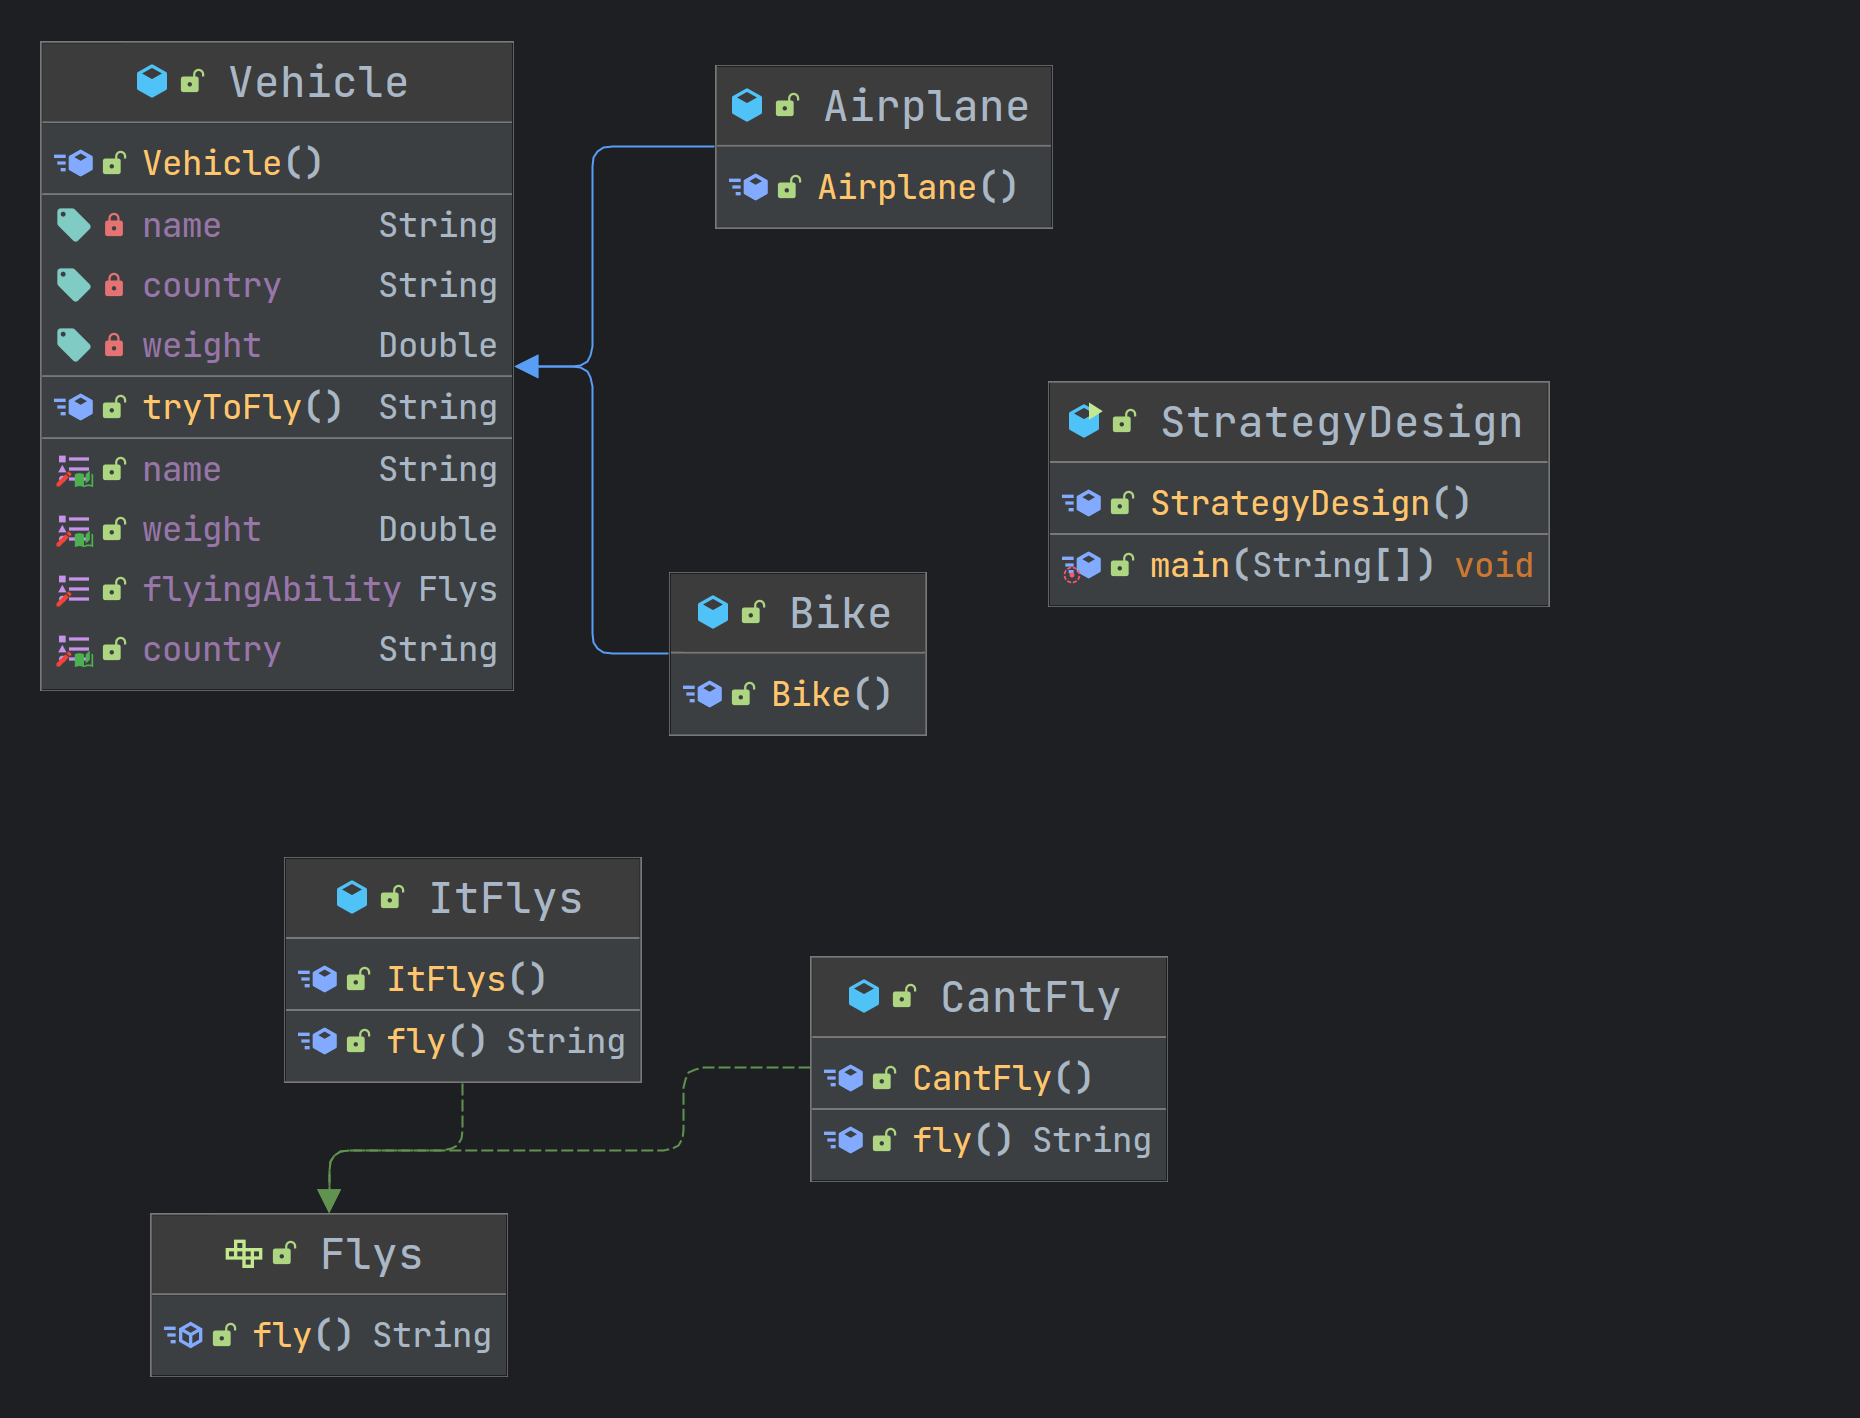 Vehicle
Vehicle()
name String
country String
weight Double
tryToFly() String
name String
weight Double
flyingAbility Flys
country String
Airplane
Airplane()
StrategyDesign
StrategyDesign()
main(String[]) void
Bike
Bike()
ItFlys
ItFlys()
fly() String
CantFly
CantFly()
fly() String
Flys
fly() String